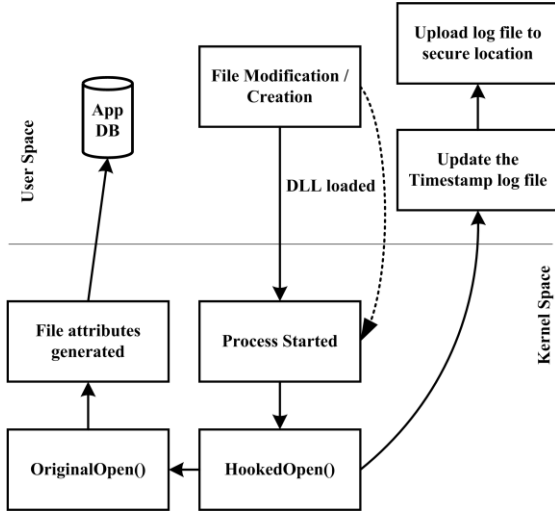 Upload log file to
secure location
File Modification /
Creation
App
DB
User Space
DLL loaded
Update the
Timestamp log file
Kernel Space
File attributes
generated
Process Started
OriginalOpen()
HookedOpen()